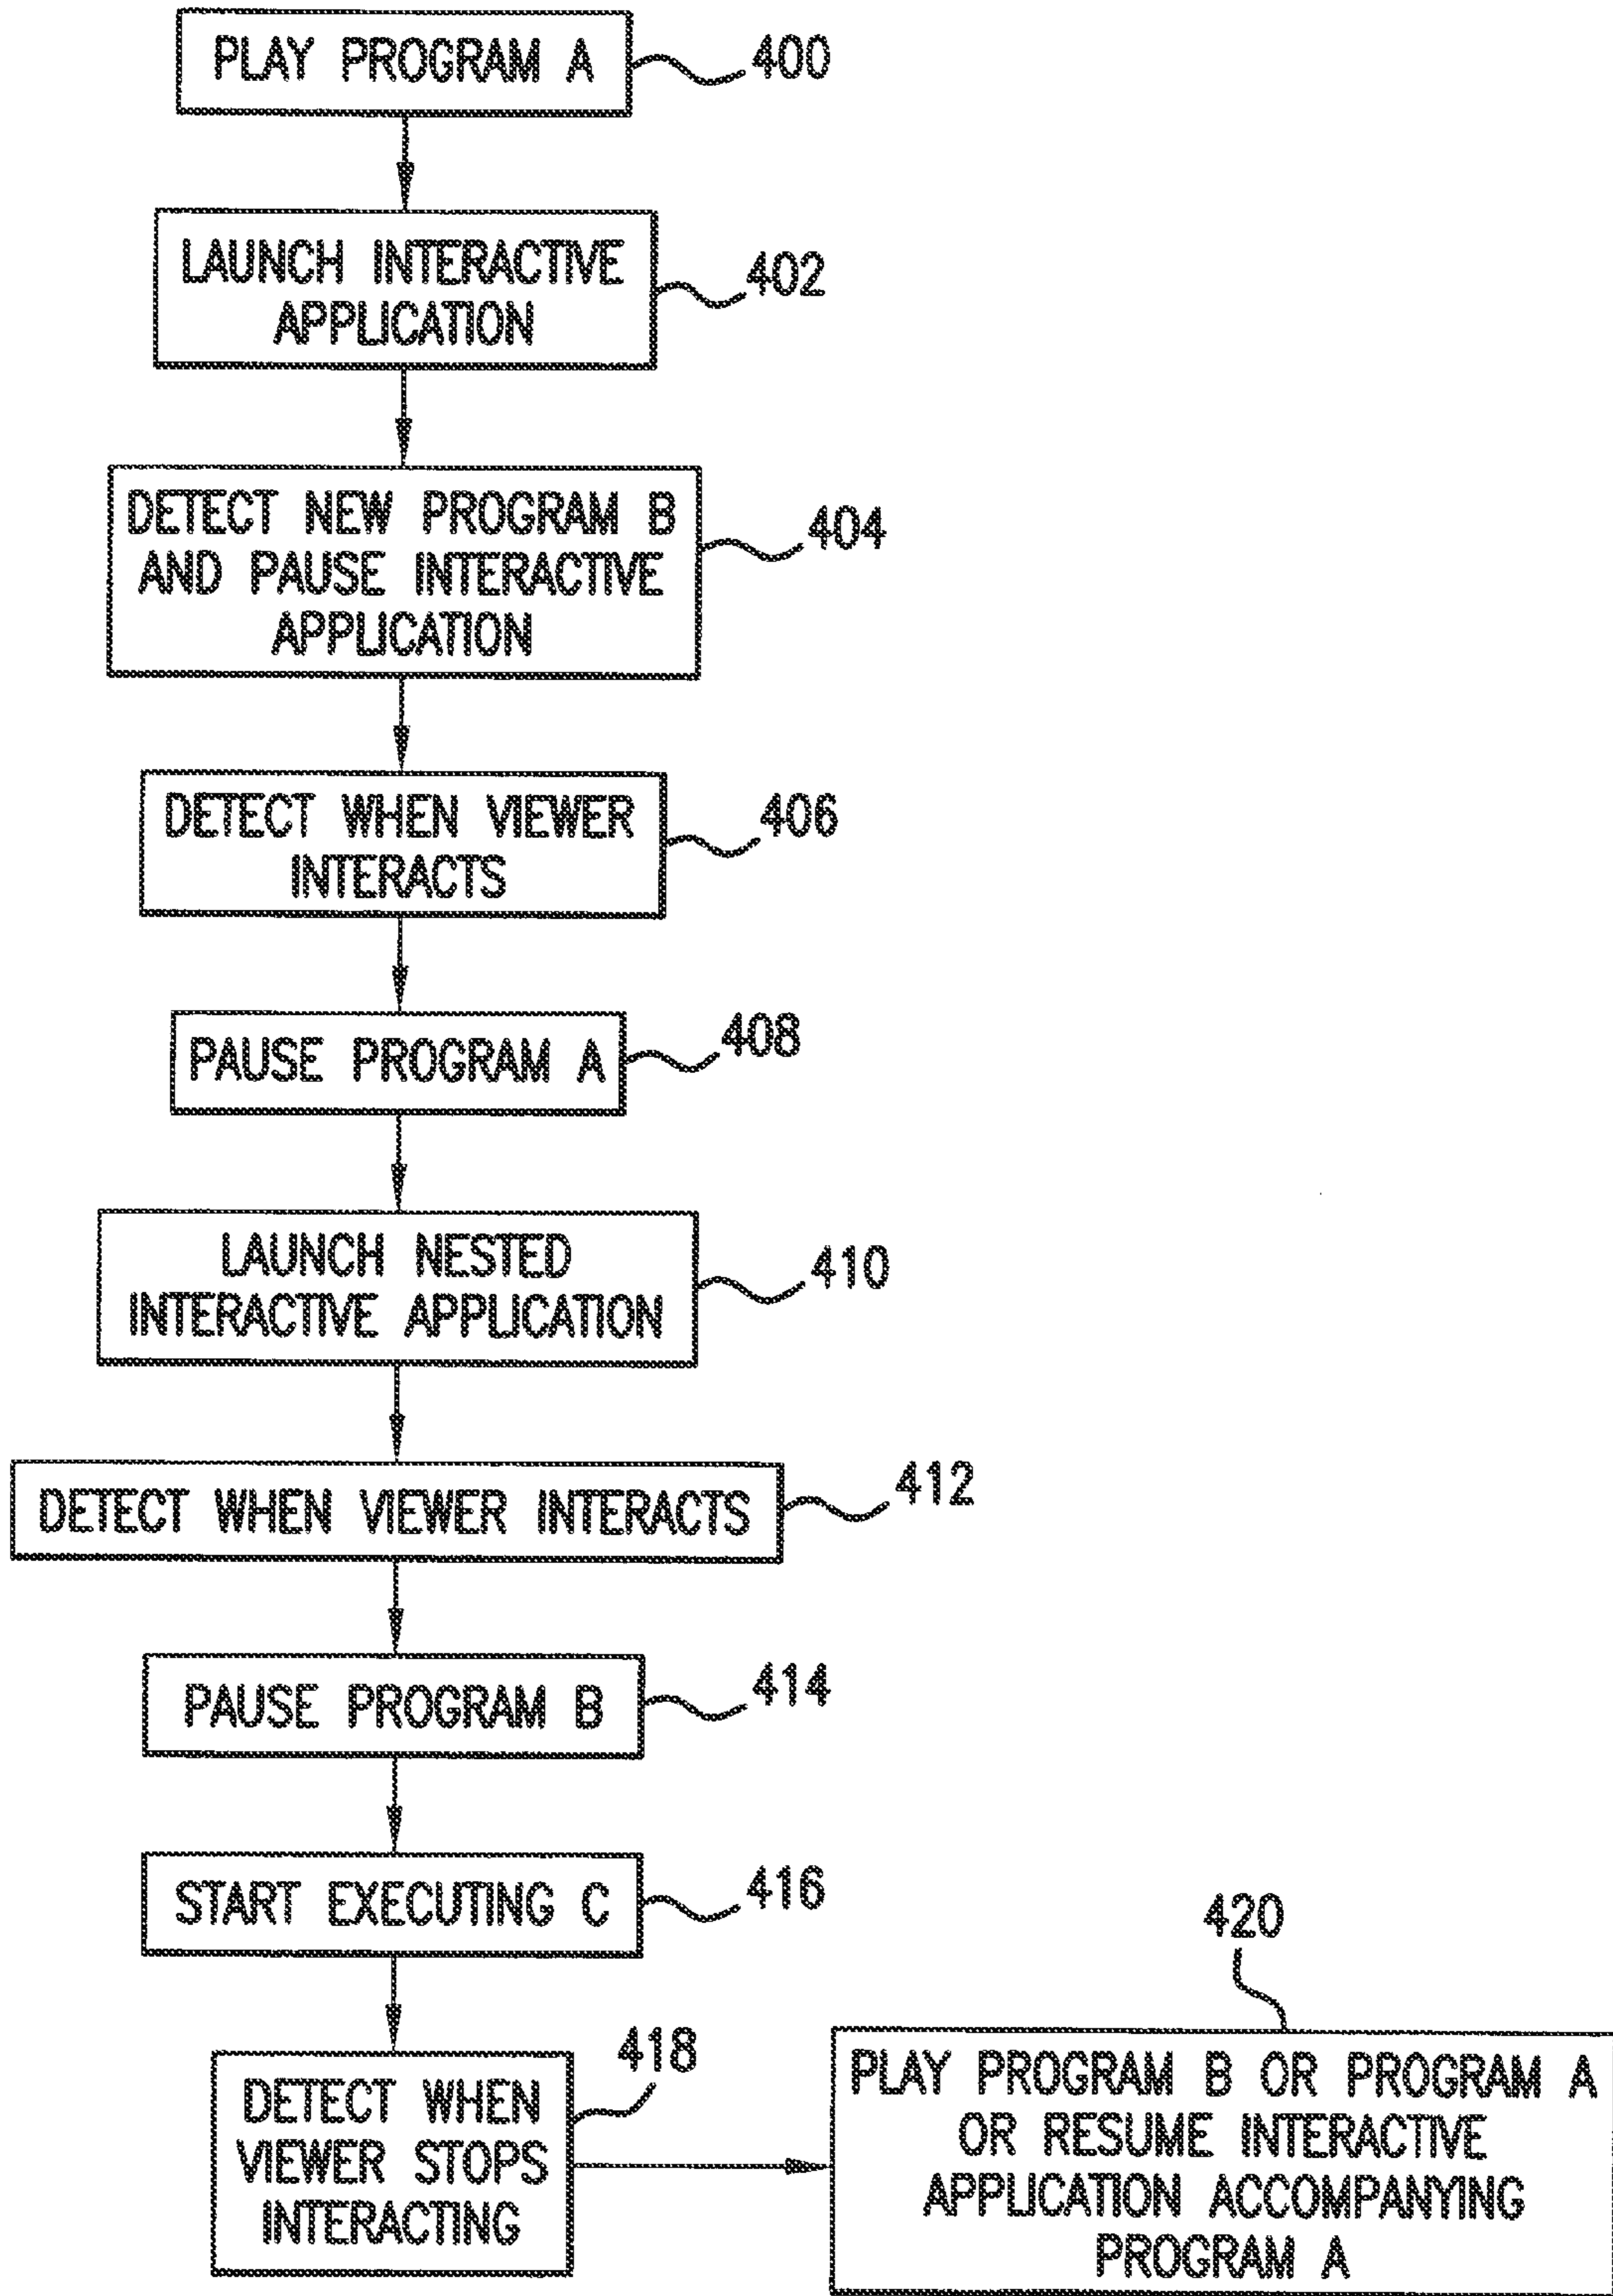 PLAY PROGRAM A
400
LAUNCH INTERACTIVE
APPLICATION
402
DETECT NEW PROGRAM B
AND PAUSE INTERACTIVE
APPLICATION
404
DETECT WHEN VIEWER
INTERACTS
406
PAUSE PROGRAM A
408
LAUNCH NESTED
INTERACTIVE APPLICATION
410
DETECT WHEN VIEWER INTERACTS
412
PAUSE PROGRAM B
414
START EXECUTING C
416
DETECT WHEN
VIEWER STOPS
INTERACTING
418
420
PLAY PROGRAM B OR PROGRAM A
OR RESUME INTERACTIVE
APPLICATION ACCOMPANYING
PROGRAM A